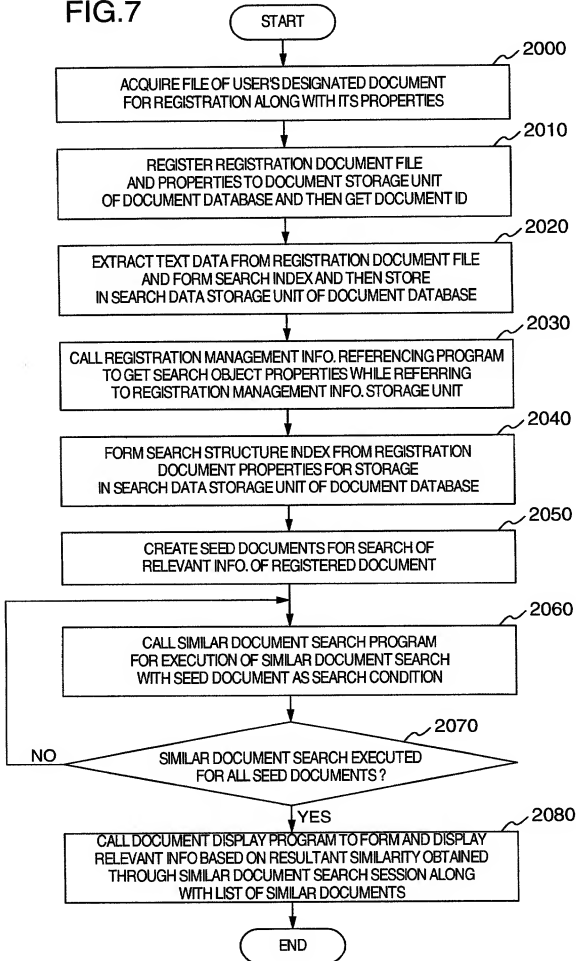 FIG.7
START
2000
ACQUIRE FILE OF USER'S DESIGNATED DOCUMENT
FOR REGISTRATION ALONG WITH ITS PROPERTIES
2010
REGISTER REGISTRATION DOCUMENT FILE
AND PROPERTIES TO DOCUMENT STORAGE UNIT
OF DOCUMENT DATABASE AND THEN GET DOCUMENT ID
2020
EXTRACT TEXT DATA FROM REGISTRATION DOCUMENT FILE
AND FORM SEARCH INDEX AND THEN STORE
IN SEARCH DATA STORAGE UNIT OF DOCUMENT DATABASE
2030
CALL REGISTRATION MANAGEMENT INFO. REFERENCING PROGRAM
TO GET SEARCH OBJECT PROPERTIES WHILE REFERRING
TO REGISTRATION MANAGEMENT INFO. STORAGE UNIT
2040
FORM SEARCH STRUCTURE INDEX FROM REGISTRATION
DOCUMENT PROPERTIES FOR STORAGE
IN SEARCH DATA STORAGE UNIT OF DOCUMENT DATABASE
2050
CREATE SEED DOCUMENTS FOR SEARCH OF
RELEVANT INFO. OF REGISTERED DOCUMENT
2060
CALL SIMILAR DOCUMENT SEARCH PROGRAM
FOR EXECUTION OF SIMILAR DOCUMENT SEARCH
WITH SEED DOCUMENT AS SEARCH CONDITION
2070
NO
SIMILAR DOCUMENT SEARCH EXECUTED
FOR ALL SEED DOCUMENTS ?
YES
2080
CALL DOCUMENT DISPLAY PROGRAM TO FORM AND DISPLAY
RELEVANT INFO BASED ON RESULTANT SIMILARITY OBTAINED
THROUGH SIMILAR DOCUMENT SEARCH SESSION ALONG
WITH LIST OF SIMILAR DOCUMENTS
END